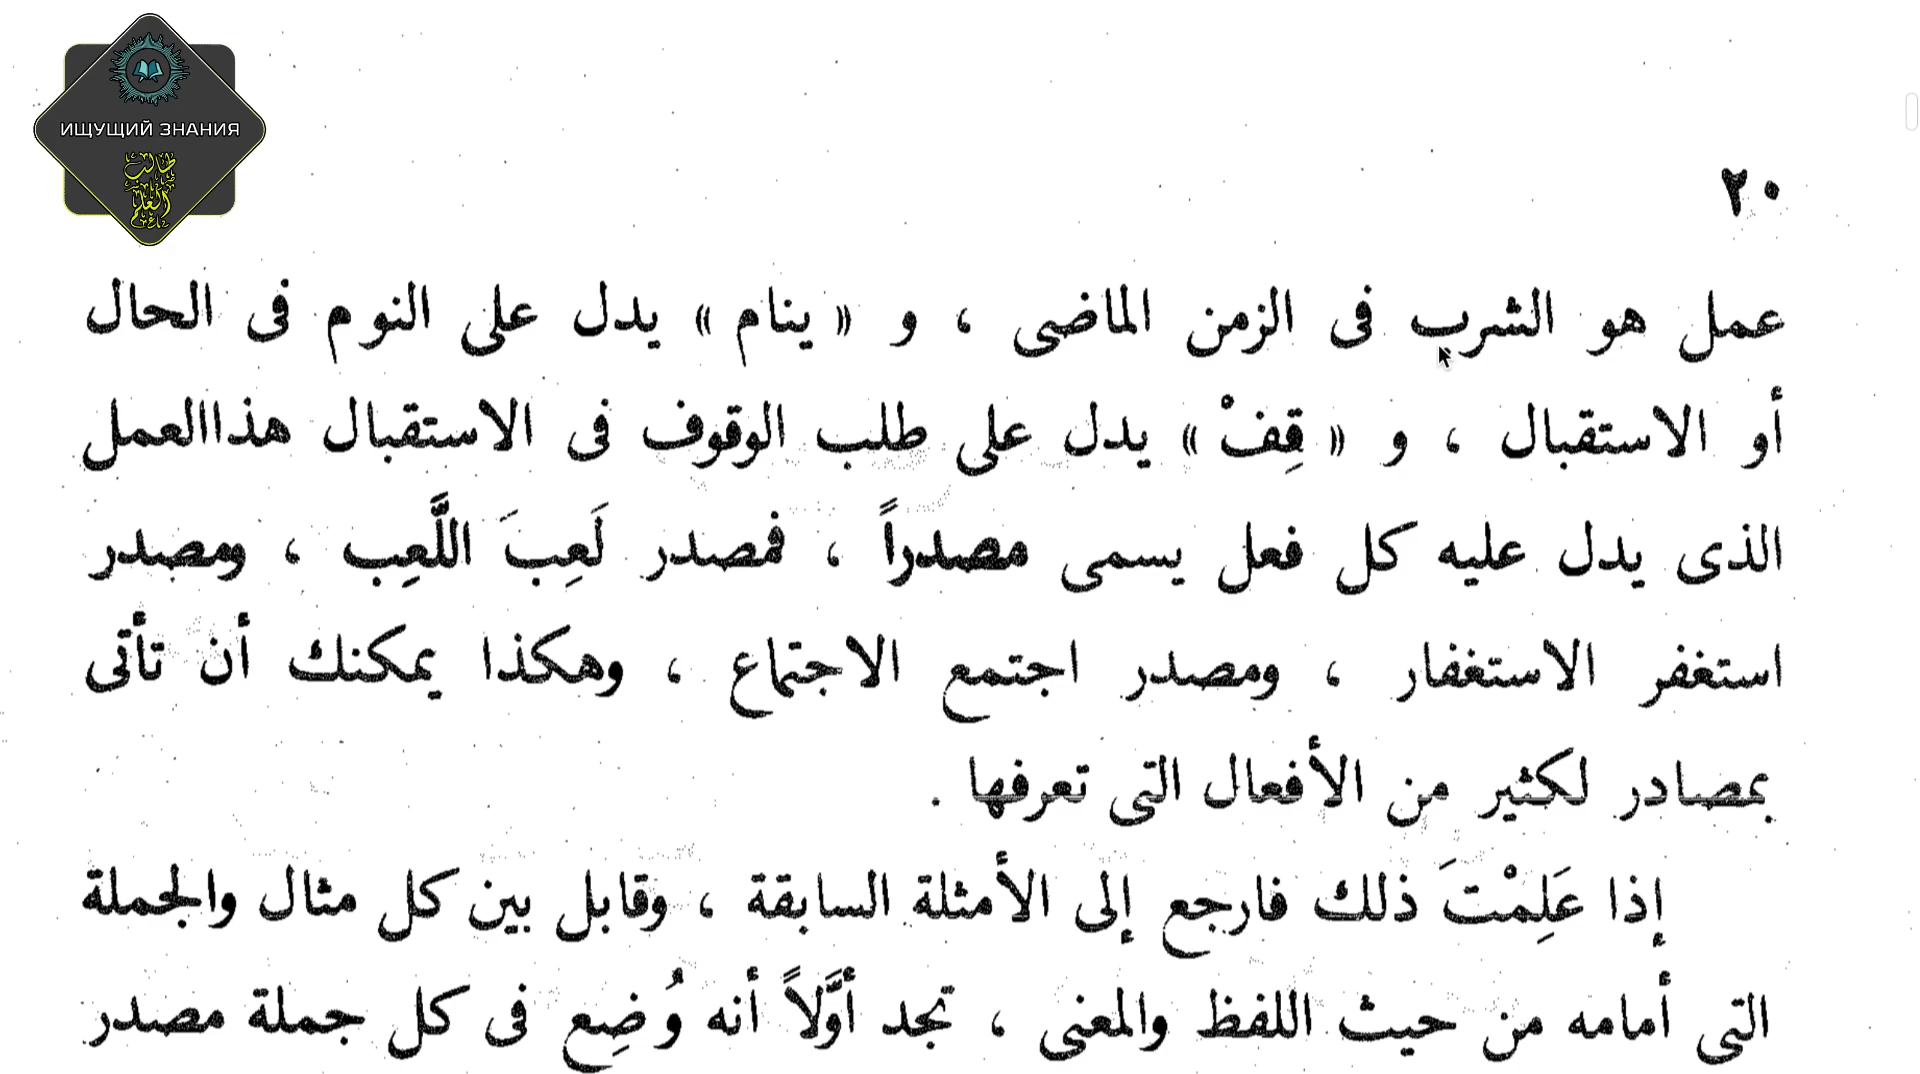 ИЩУЩИЙ ЗНАНИЯ
طالب
العلم
٢٠
عمل هو الشرب فى الزمن الماضى ، و « ينام » يدل على النوم فى الحال
أو الاستقبال ، و « قِفْ » يدل على طلب الوقوف فى الاستقبال هذا العمل
الذى يدل عليه كل فعل يسمى مصدراً ، فمصدر لَعِبَ اللَّعِب ، ومصدر
استغفر الاستغفار ، ومصدر اجتمع الاجتماع ، وهكذا يمكنك أن تأتى
بمصادر لكثير من الأفعال التى تعرفها .
إذا عَلِمْتَ ذلك فارجع إلى الأمثلة السابقة ، وقابل بين كل مثال والجملة
التى أمامه من حيث اللفظ والمعنى ، تجد أوَّلاً أنه وُضِع فى كل جملة مصدر